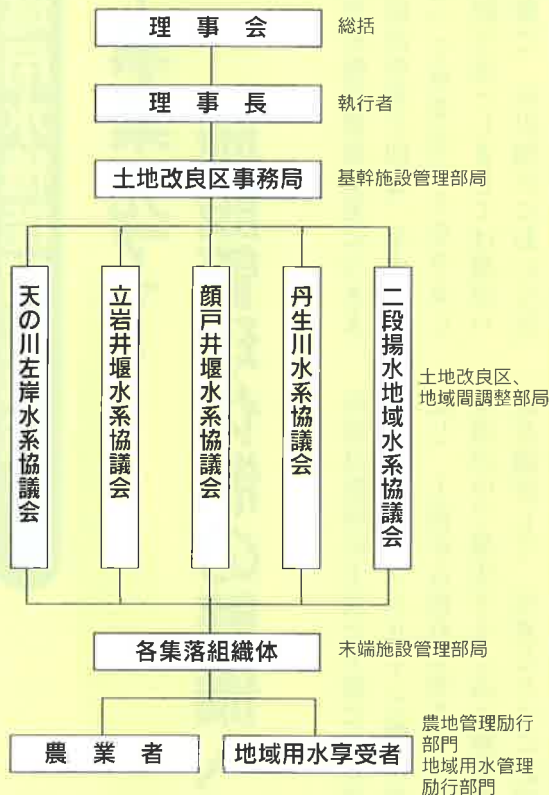 理事会
総括
理事長
執行者
土地改良区事務局
基幹施設管理部局
天の川左岸水系協議会
立岩井堰水系協議会
顔戸井堰水系協議会
丹生川水系協議会
二段揚水地域水系協議会
土地改良区、
地域間調整部局
各集落組織体
末端施設管理部局
農業者
地域用水享受者
農地管理励行
部門
地域用水管理
励行部門